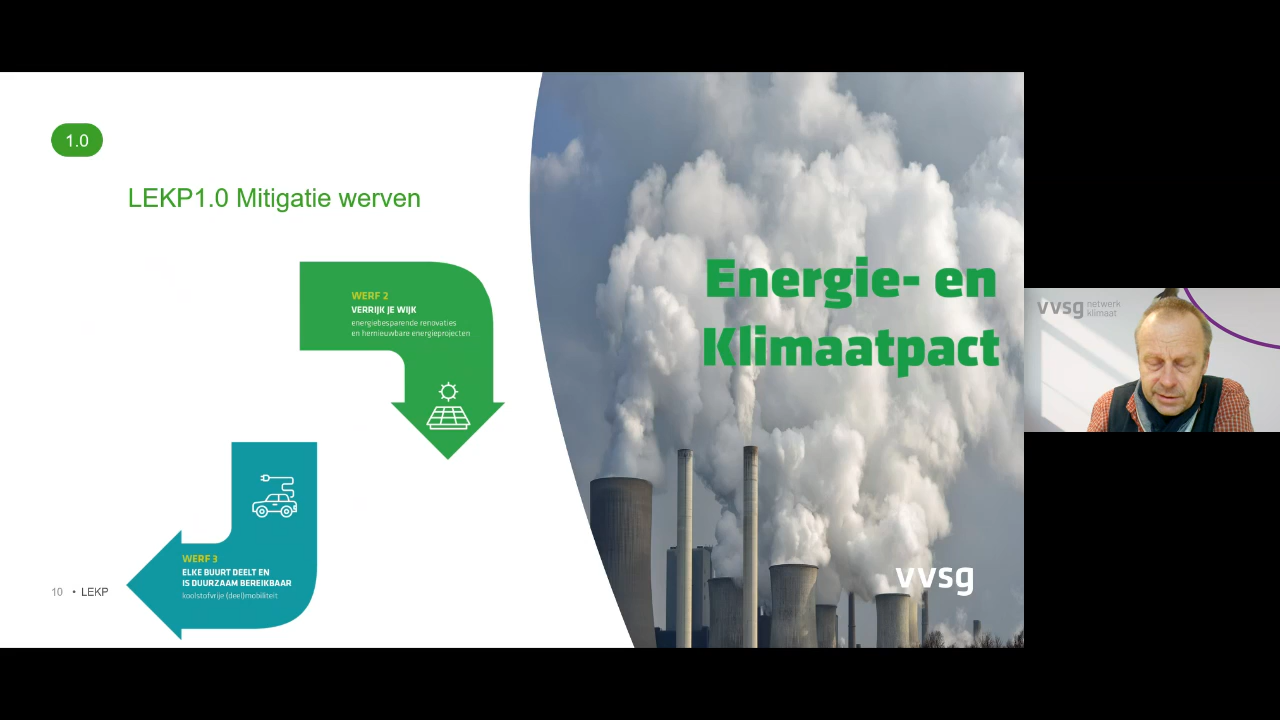 1.0
LEKP1.0 Mitigatie werven
WERF 2
VERRIJK JE WIJK
energiebesparende renovaties
en hernieuwbare energieprojecten
WERF 3
ELKE BUURT DEELT EN
IS DUURZAAM BEREIKBAAR
koolstofvrije (deel)mobiliteit
10 • LEKP
Energie- en
Klimaatpact
vvsg
vvsg netwerk
klimaat